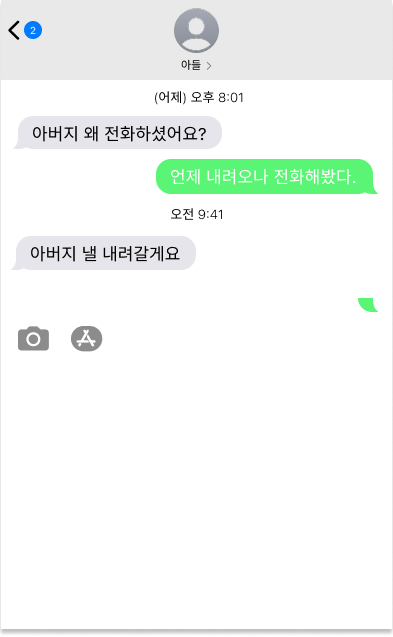 2
아들
(어제) 오후 8:01
아버지 왜 전화하셨어요?
언제 내려오나 전화해봤다.
오전 9:41
아버지 낼 내려갈게요